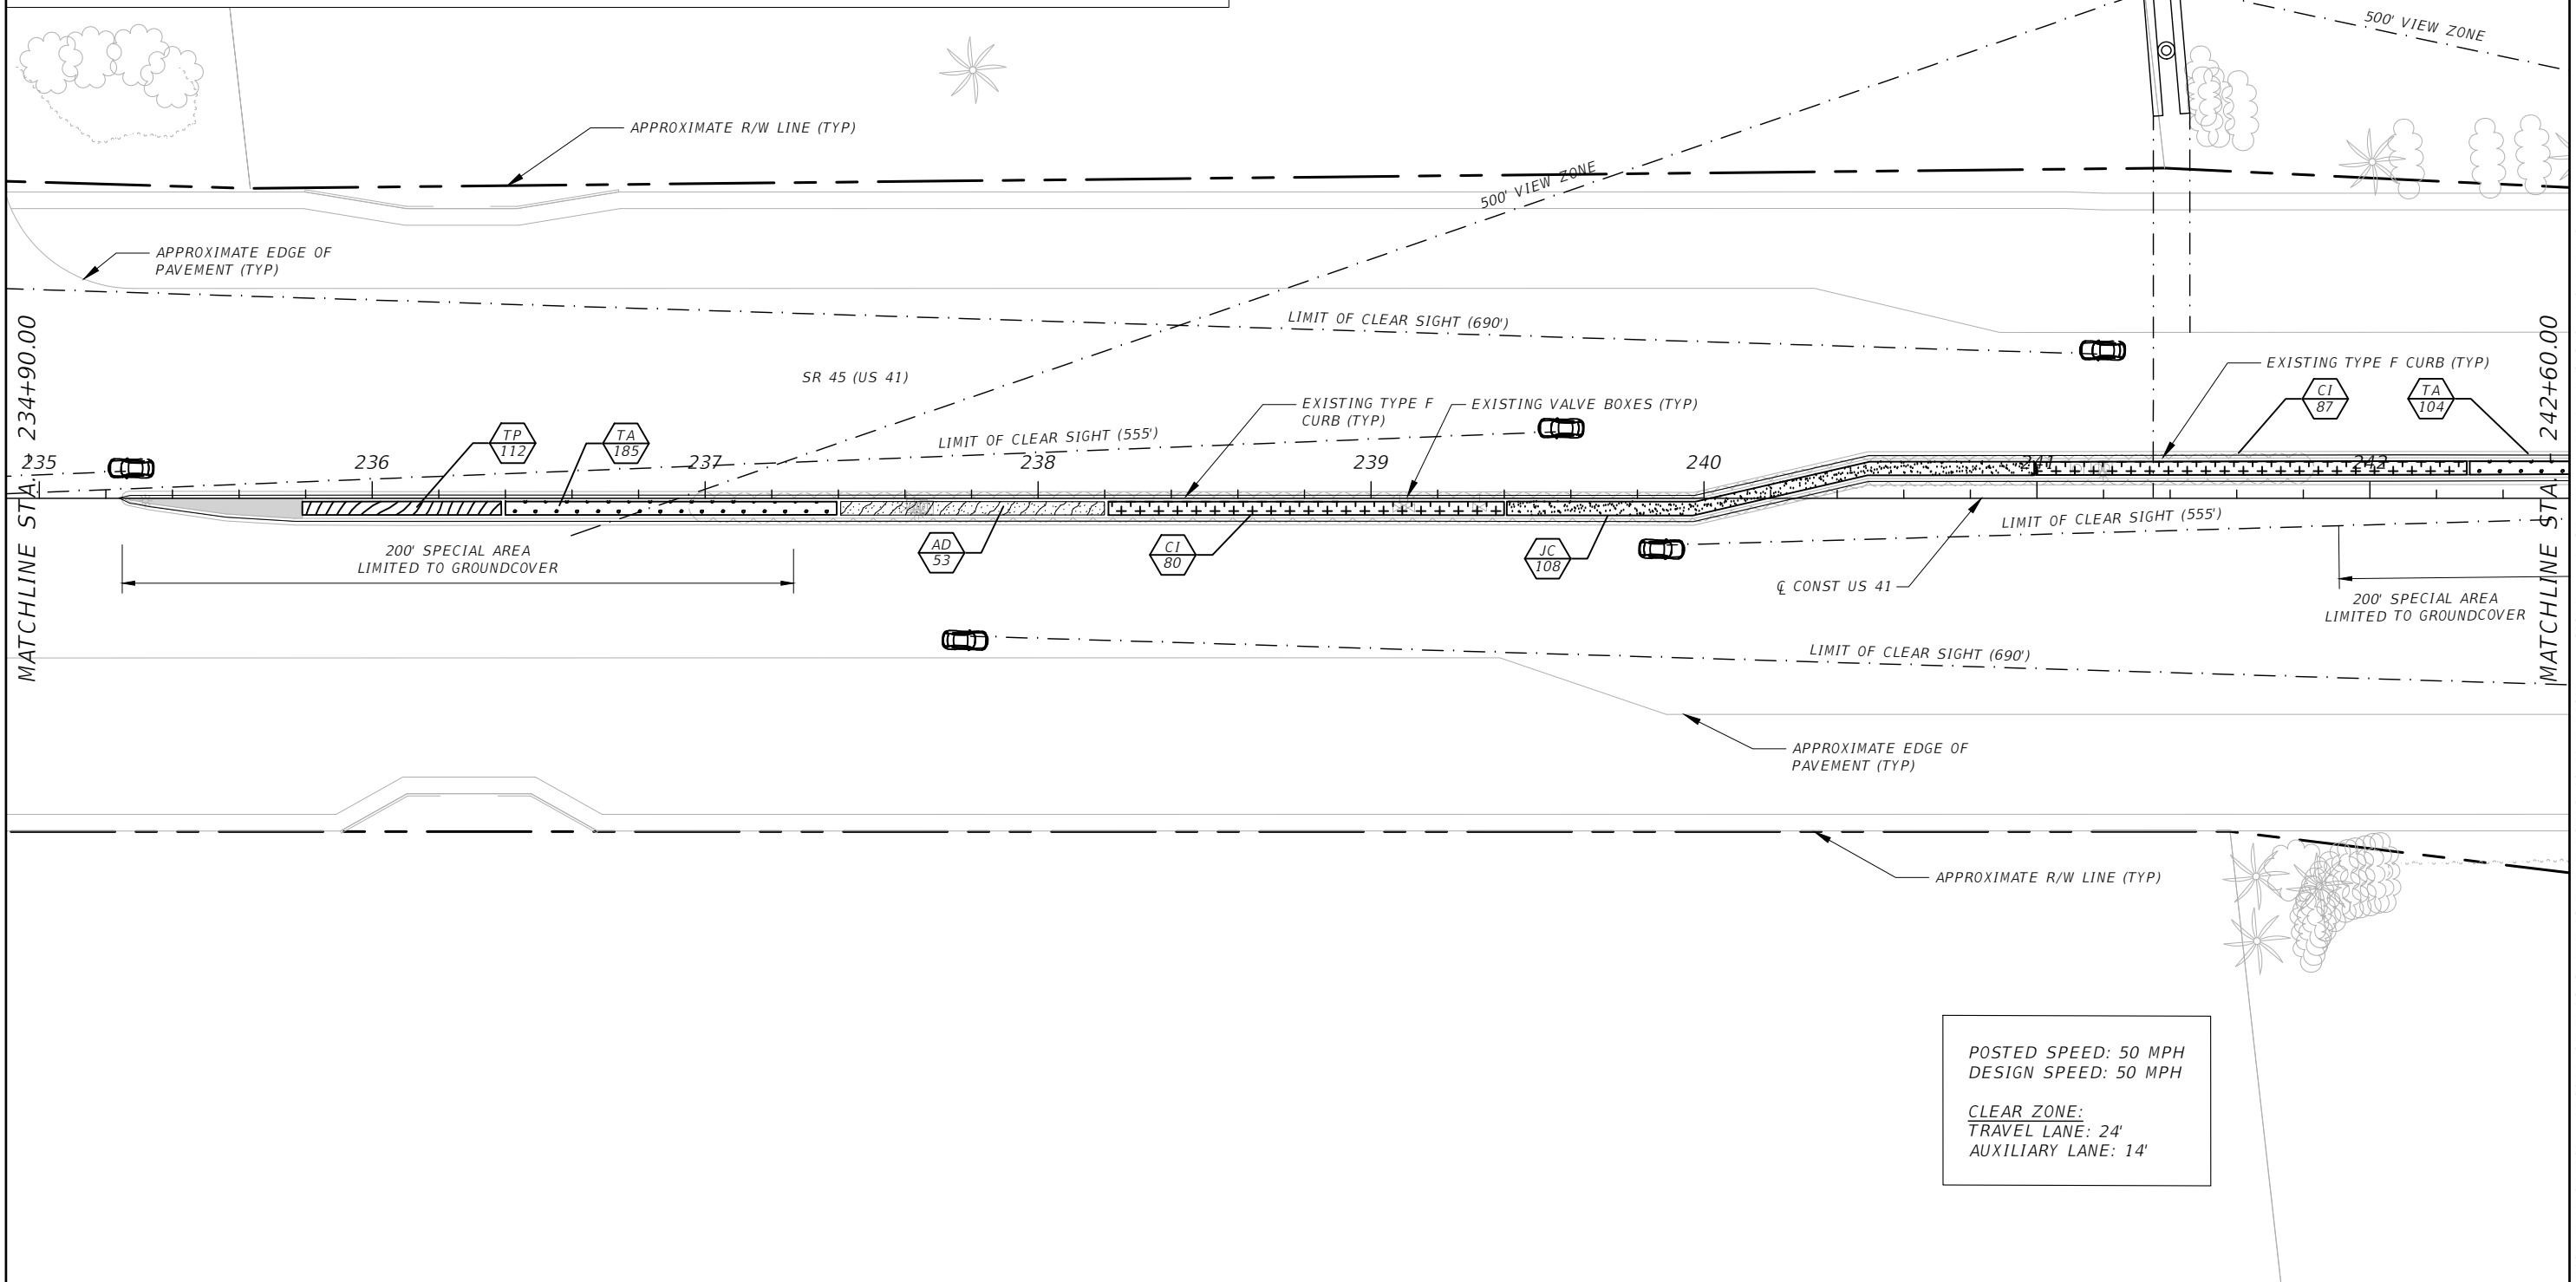 500' VIEW ZONE
APPROXIMATE R/W LINE (TYP)
500' VIEW ZONE
APPROXIMATE EDGE OF
PAVEMENT (TYP)
LIMIT OF CLEAR SIGHT (690')
MATCHLINE STA. 234+90.00
MATCHLINE STA. 242+60.00
SR 45 (US 41)
EXISTING TYPE F CURB (TYP)
CI
87
TA
104
EXISTING TYPE F
CURB (TYP)
EXISTING VALVE BOXES (TYP)
TP
112
TA
185
LIMIT OF CLEAR SIGHT (555')
235
236
237
238
239
240
241
242
LIMIT OF CLEAR SIGHT (555')
200' SPECIAL AREA
LIMITED TO GROUNDCOVER
AD
53
CI
80
JC
108
℄ CONST US 41
200' SPECIAL AREA
LIMITED TO GROUNDCOVER
LIMIT OF CLEAR SIGHT (690')
APPROXIMATE EDGE OF
PAVEMENT (TYP)
APPROXIMATE R/W LINE (TYP)
POSTED SPEED: 50 MPH
DESIGN SPEED: 50 MPH
CLEAR ZONE:
TRAVEL LANE: 24'
AUXILIARY LANE: 14'